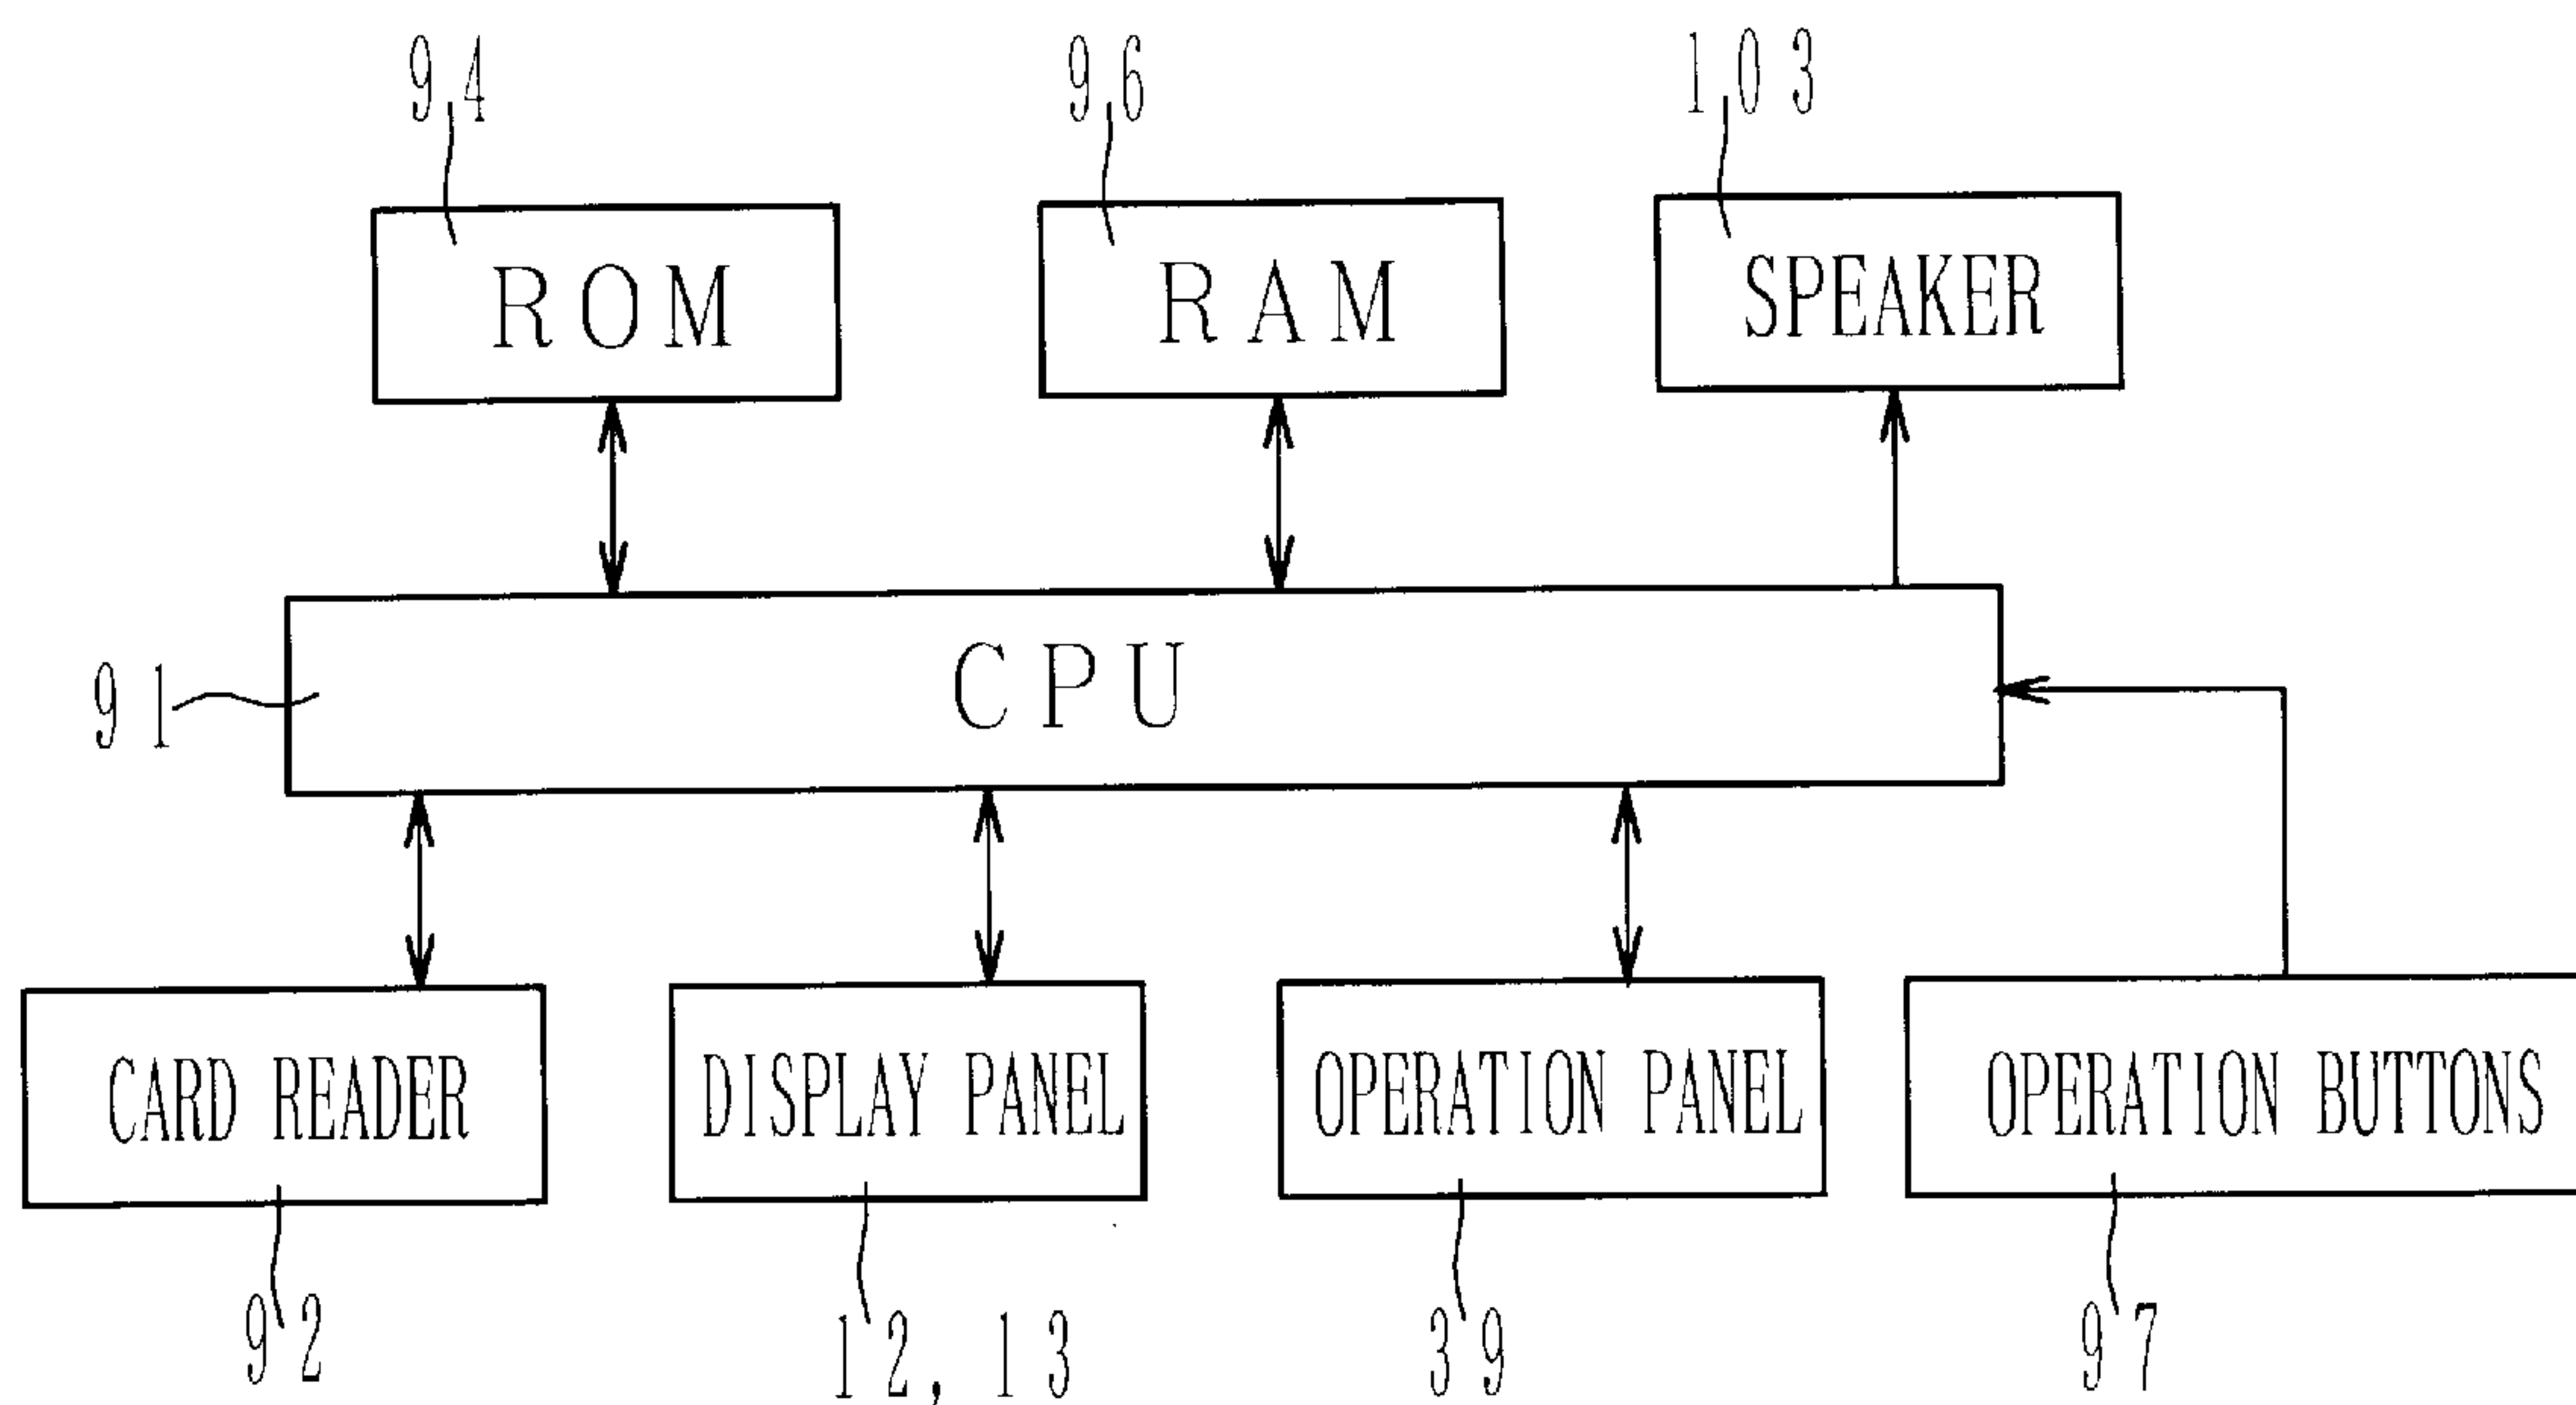 94
96
103
ROM
RAM
SPEAKER
CPU
91
CARD READER
DISPLAY PANEL
OPERATION PANEL
OPERATION BUTTONS
92
12, 13
39
97